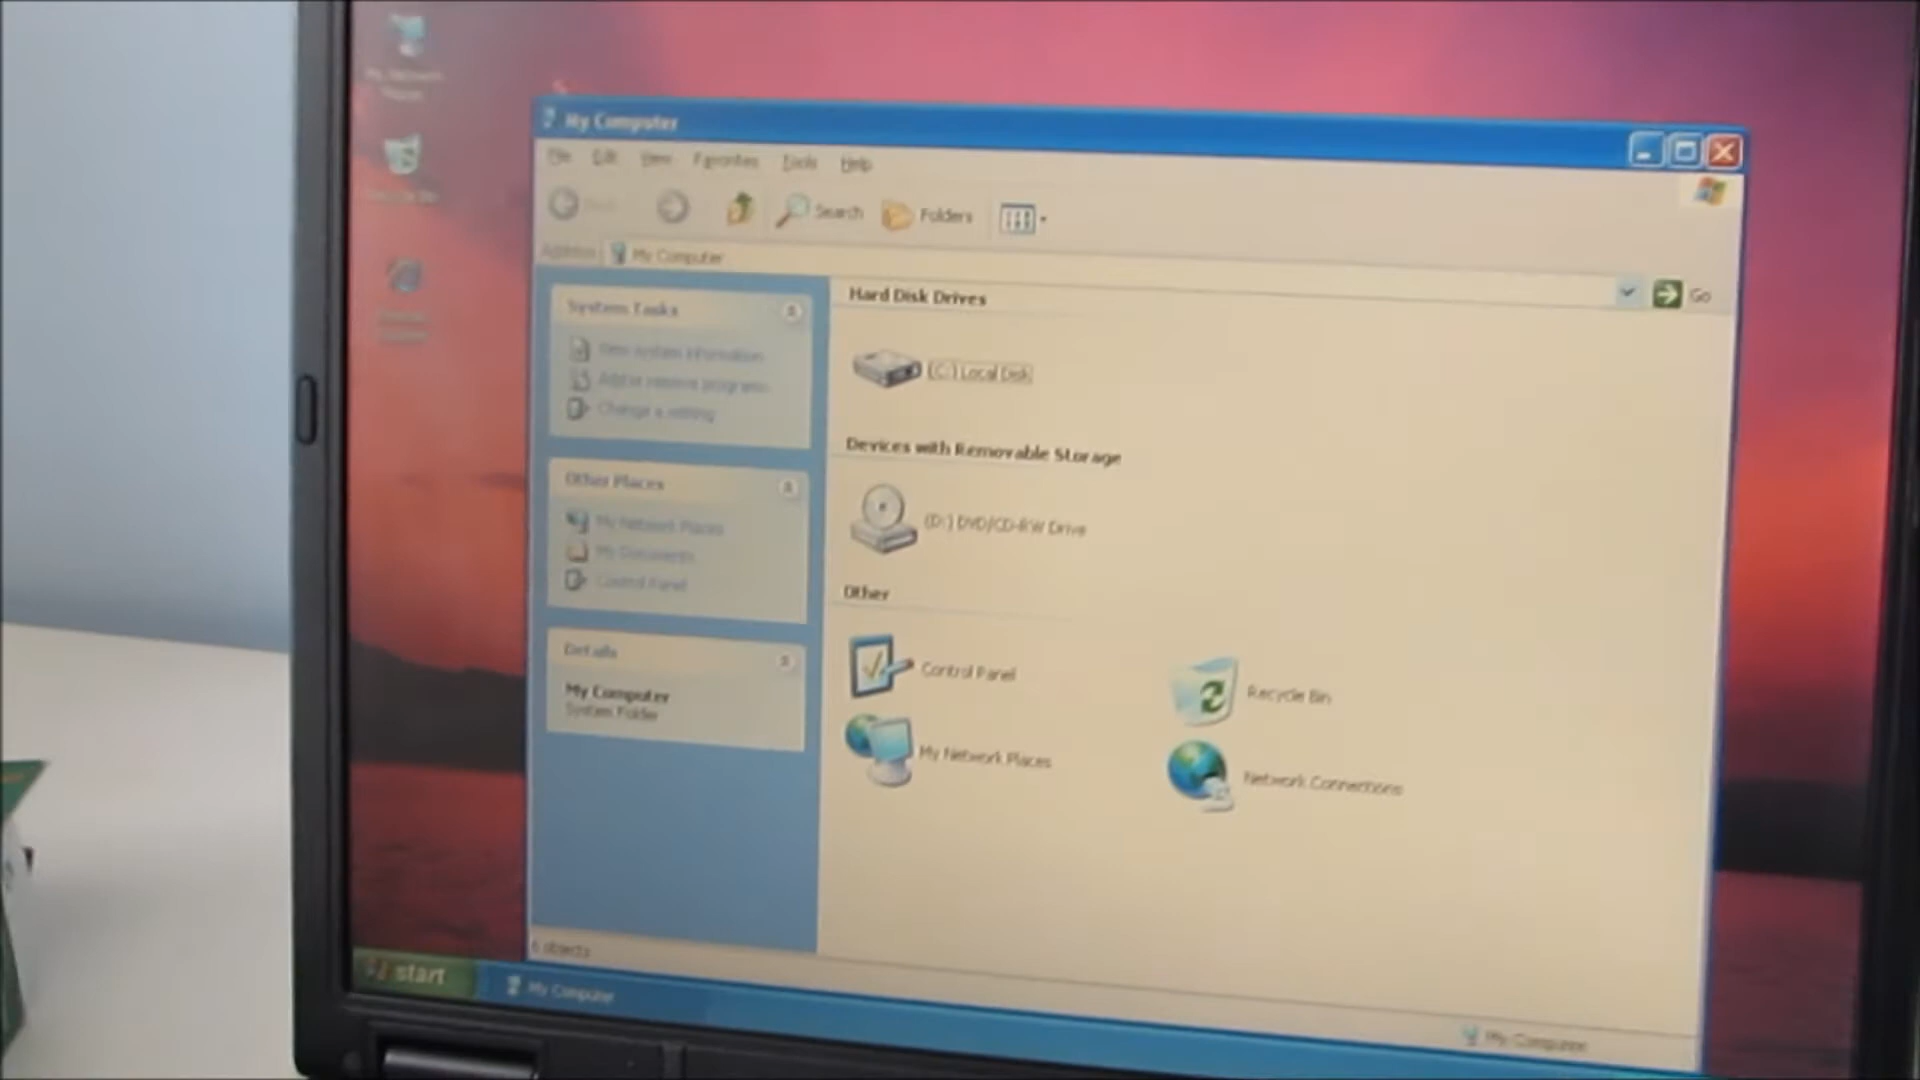 My Computer
File Edit View Favorites Tools Help
Search Folders
Address My Computer Go
System Tasks
View system information
Add or remove programs
Change a setting
Other Places
My Network Places
My Documents
Control Panel
Details
My Computer
System Folder
Hard Disk Drives
(C:) Local Disk
Devices with Removable Storage
(D:) DVD/CD-RW Drive
Other
Control Panel
Recycle Bin
My Network Places
Network Connections
6 objects
My Computer
start
My Computer